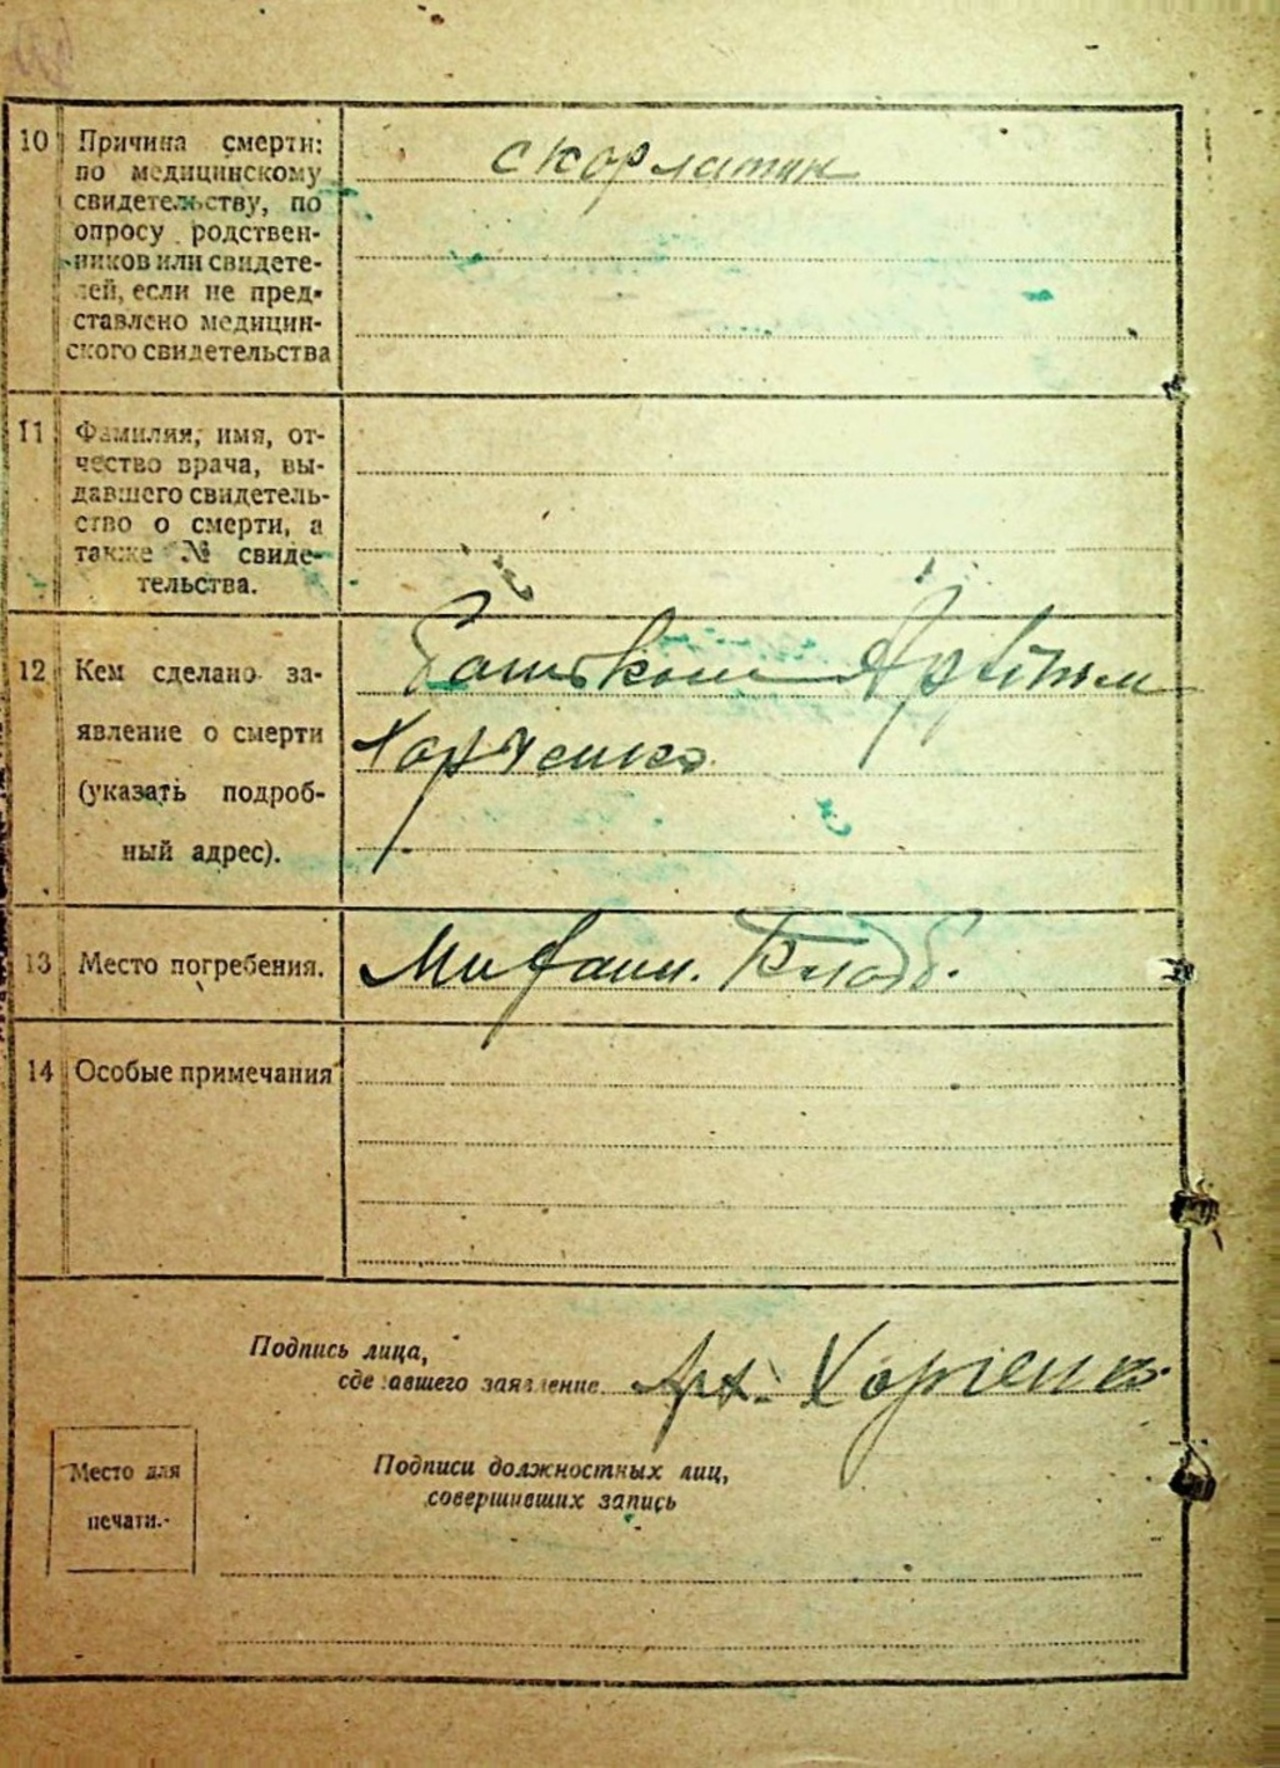 10 Причина смерти:
по медицинскому
свидетельству, по
опросу родствен-
ников или свидете-
лей, если не пред-
ставлено медицин-
ского свидетельства
скорлатин
11 Фамилия, имя, от-
чество врача, вы-
давшего свидетель-
ство о смерти, а
также № свиде-
тельства.
12 Кем сделано за-
явление о смерти
(указать подроб-
ный адрес).
Батьком
Харченко
13 Место погребения.
14 Особые примечания
Подпись лица,
сделавшего заявление
Харченко
Место для
печати.
Подписи должностных лиц,
совершивших запись